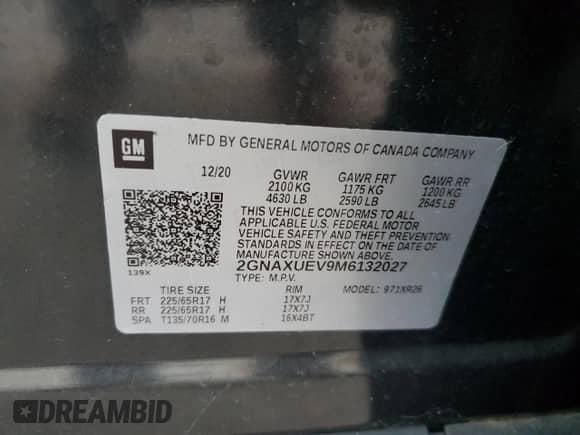 GM
MFD BY GENERAL MOTORS OF CANADA COMPANY
12/20 GVWR GAWR FRT GAWR RR
2100 KG 1175 KG 1200 KG
4630 LB 2590 LB 2645 LB
THIS VEHICLE CONFORMS TO ALL
APPLICABLE U.S. FEDERAL MOTOR
VEHICLE SAFETY AND THEFT PREVENTION
STANDARDS IN EFFECT ON THE DATE OF
MANUFACTURE SHOWN ABOVE.
139X 2GNAXUEV9M6132027
TYPE: M.P.V. MODEL: 971XR26
TIRE SIZE RIM
FRT 225/65R17 H 17X7J
RR 225/65R17 H 17X7J
SPA T135/70R16 M 16X4BT
DREAMBID